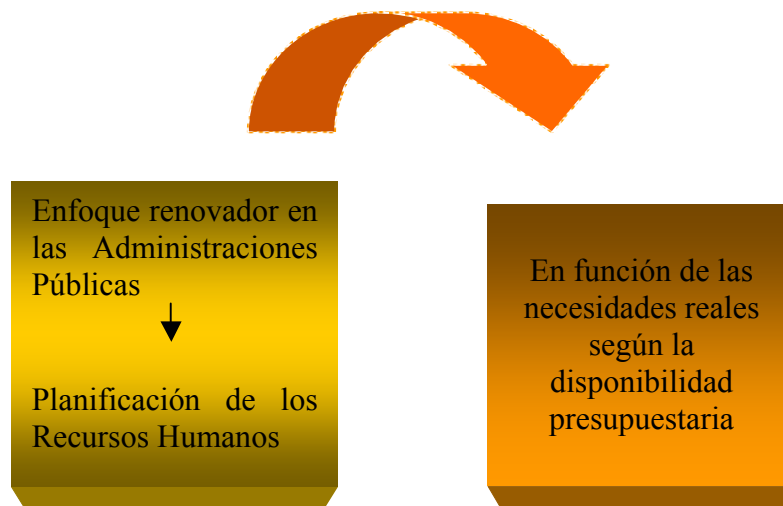 Enfoque renovador en
las Administraciones
Públicas
Planificación de los
Recursos Humanos
En función de las
necesidades reales
según la
disponibilidad
presupuestaria